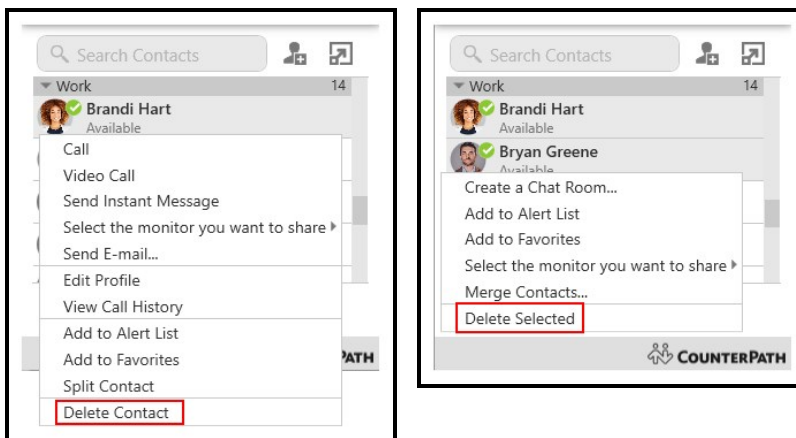 Search Contacts
Work 14
Brandi Hart
Available
Call
Video Call
Send Instant Message
Select the monitor you want to share
Send E-mail...
Edit Profile
View Call History
Add to Alert List
Add to Favorites
Split Contact
Delete Contact
PATH
Search Contacts
Work 14
Brandi Hart
Available
Bryan Greene
Available
Create a Chat Room...
Add to Alert List
Add to Favorites
Select the monitor you want to share
Merge Contacts...
Delete Selected
COUNTERPATH